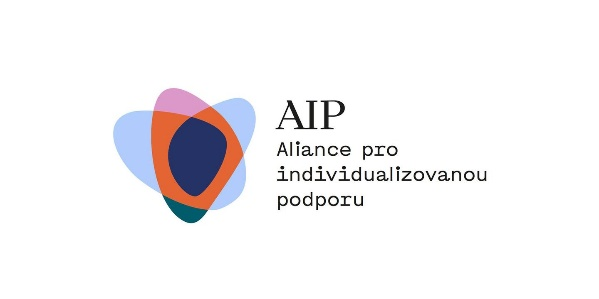 AIP
Aliance pro
individualizovanou
podporu